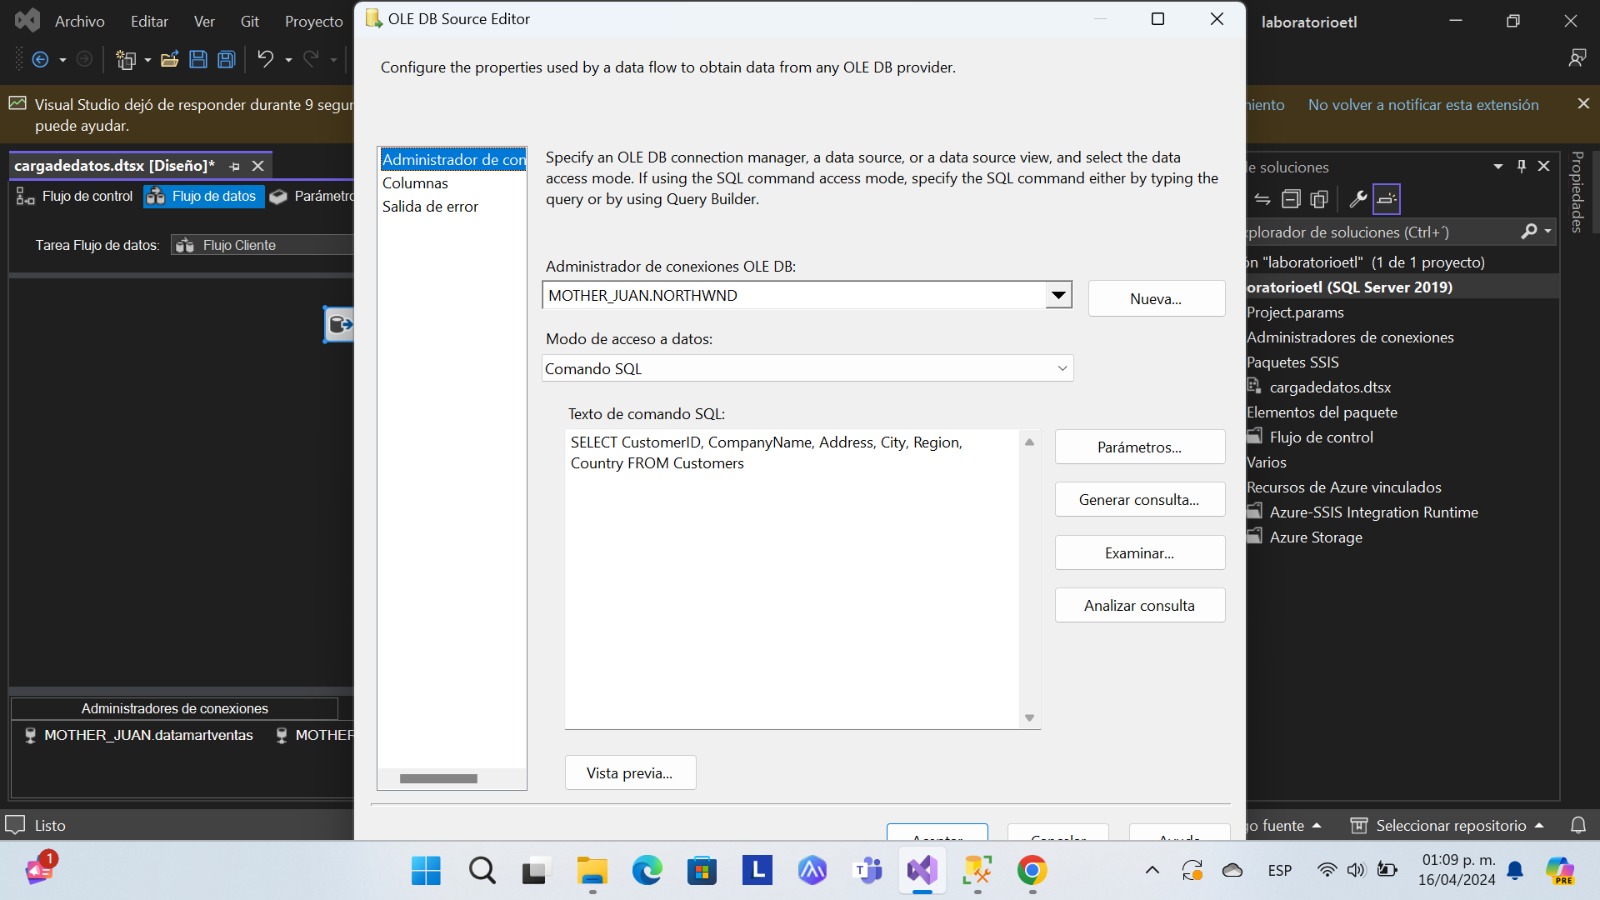 Archivo Editar Ver Git Proyecto
OLE DB Source Editor
laboratorioetl
Configure the properties used by a data flow to obtain data from any OLE DB provider.
Visual Studio dejó de responder durante 9 segur
puede ayudar.
niento No volver a notificar esta extensión
cargadedatos.dtsx [Diseño]*
Flujo de control Flujo de datos Parámetro
Tarea Flujo de datos: Flujo Cliente
Administrador de con
Columnas
Salida de error
Specify an OLE DB connection manager, a data source, or a data source view, and select the data
access mode. If using the SQL command access mode, specify the SQL command either by typing the
query or by using Query Builder.
Administrador de conexiones OLE DB:
MOTHER_JUAN.NORTHWND
Nueva...
Modo de acceso a datos:
Comando SQL
Texto de comando SQL:
SELECT CustomerID, CompanyName, Address, City, Region,
Country FROM Customers
Parámetros...
Generar consulta...
Examinar...
Analizar consulta
Vista previa...
Aceptar Cancelar Ayuda
e soluciones
xplorador de soluciones (Ctrl+´)
ón "laboratorioetl" (1 de 1 proyecto)
oratorioetl (SQL Server 2019)
Project.params
Administradores de conexiones
Paquetes SSIS
cargadedatos.dtsx
Elementos del paquete
Flujo de control
Varios
Recursos de Azure vinculados
Azure-SSIS Integration Runtime
Azure Storage
Propiedades
Administradores de conexiones
MOTHER_JUAN.datamartventas MOTHER
Listo
go fuente Seleccionar repositorio
1
L
ESP
01:09 p. m.
16/04/2024
PRE